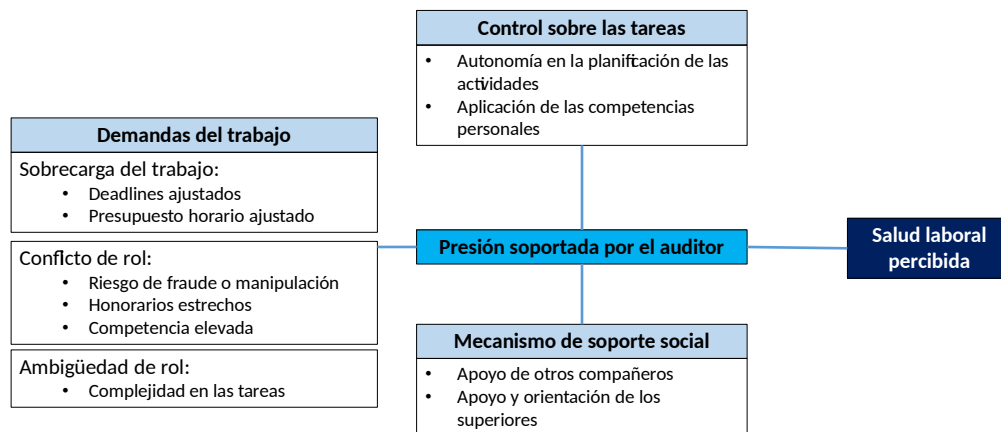 Control sobre las tareas
• Autonomía en la planificación de las
actividades
• Aplicación de las competencias
personales
Demandas del trabajo
Sobrecarga del trabajo:
• Deadlines ajustados
• Presupuesto horario ajustado
Conflicto de rol:
• Riesgo de fraude o manipulación
• Honorarios estrechos
• Competencia elevada
Ambigüedad de rol:
• Complejidad en las tareas
Presión soportada por el auditor
Salud laboral
percibida
Mecanismo de soporte social
• Apoyo de otros compañeros
• Apoyo y orientación de los
superiores